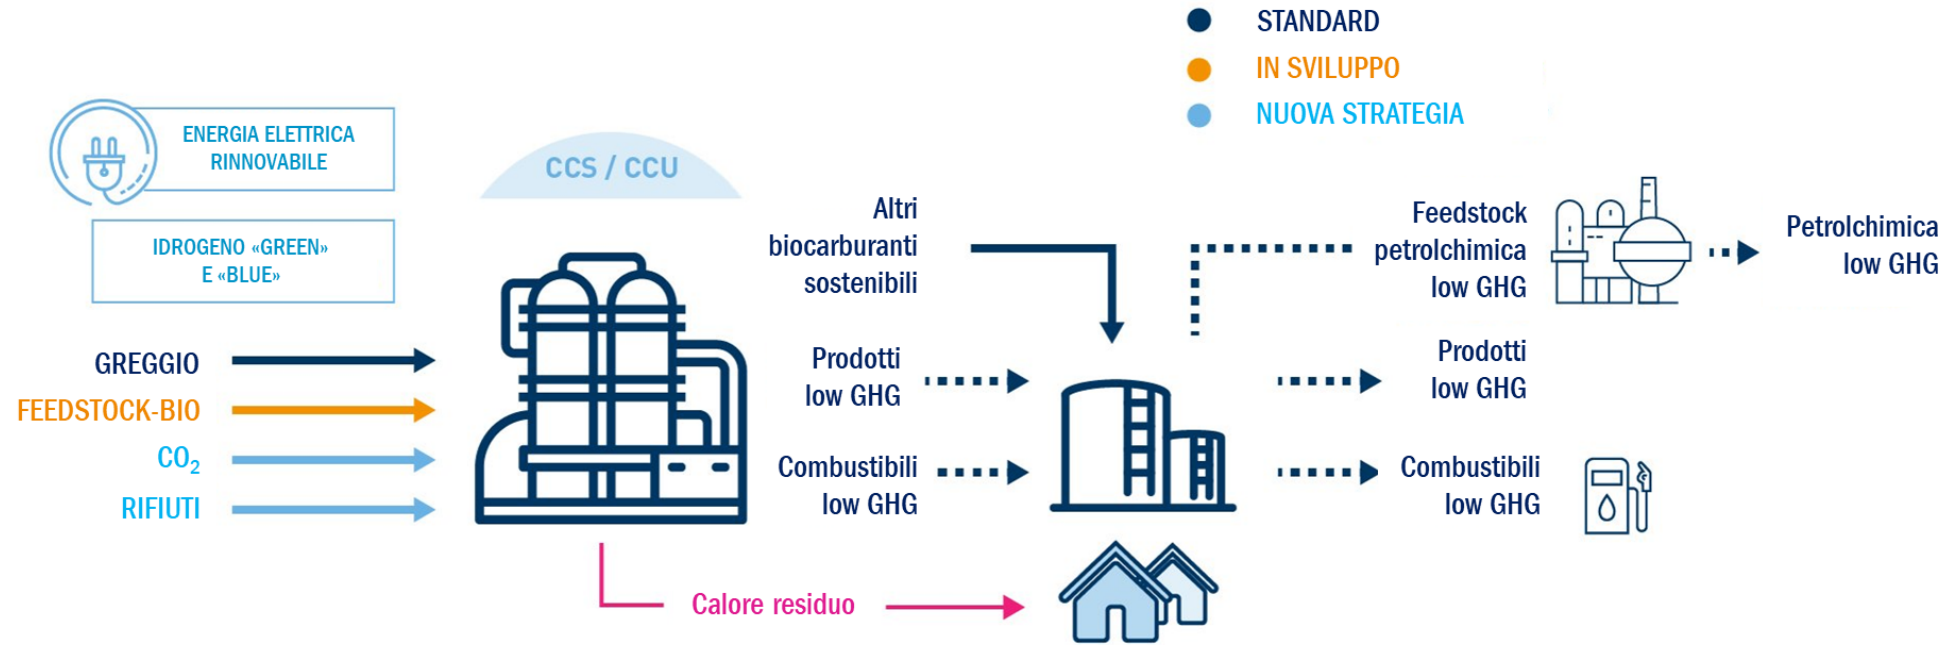 STANDARD
IN SVILUPPO
NUOVA STRATEGIA
ENERGIA ELETTRICA
RINNOVABILE
IDROGENO «GREEN»
E «BLUE»
CCS / CCU
GREGGIO
FEEDSTOCK-BIO
CO₂
RIFIUTI
Altri
biocarburanti
sostenibili
Prodotti
low GHG
Combustibili
low GHG
Calore residuo
Feedstock
petrolchimica
low GHG
Petrolchimica
low GHG
Prodotti
low GHG
Combustibili
low GHG